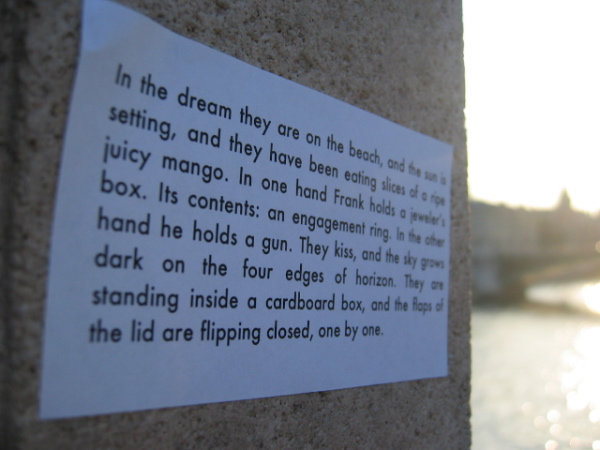 In the dream they are on the beach, and the sun is
setting, and they have been eating slices of a ripe
juicy mango. In one hand Frank holds a jeweler's
box. Its contents: an engagement ring. In the other
hand he holds a gun. They kiss, and the sky grows
dark on the four edges of horizon. They are
standing inside a cardboard box, and the flaps of
the lid are flipping closed, one by one.